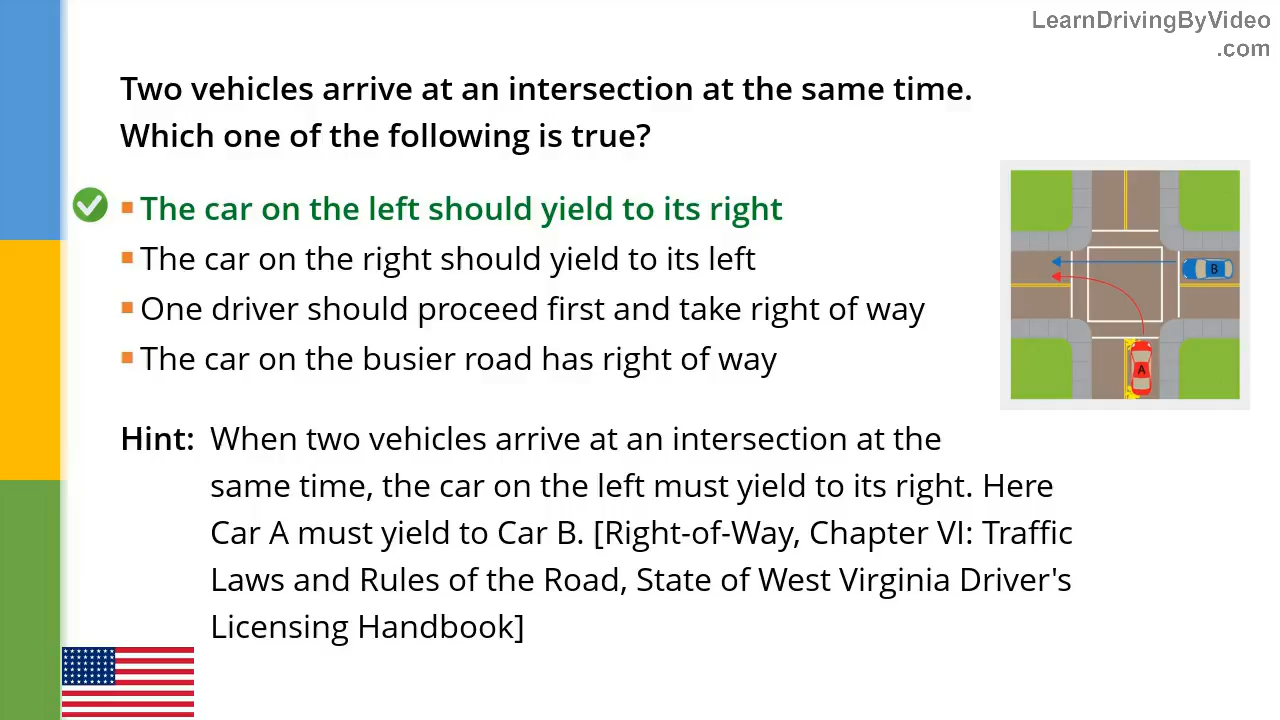 LearnDrivingByVideo
.com
Two vehicles arrive at an intersection at the same time.
Which one of the following is true?
The car on the left should yield to its right
The car on the right should yield to its left
One driver should proceed first and take right of way
The car on the busier road has right of way
B
A
Hint: When two vehicles arrive at an intersection at the
same time, the car on the left must yield to its right. Here
Car A must yield to Car B. [Right-of-Way, Chapter VI: Traffic
Laws and Rules of the Road, State of West Virginia Driver's
Licensing Handbook]